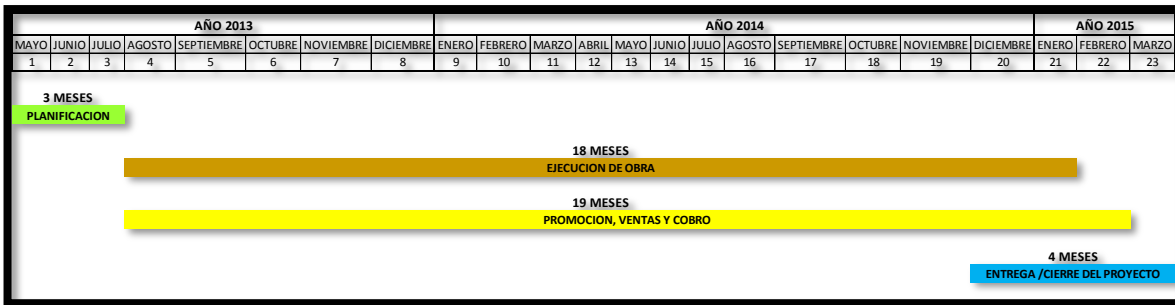 AÑO 2013 AÑO 2014 AÑO 2015
MAYO JUNIO JULIO AGOSTO SEPTIEMBRE OCTUBRE NOVIEMBRE DICIEMBRE ENERO FEBRERO MARZO ABRIL MAYO JUNIO JULIO AGOSTO SEPTIEMBRE OCTUBRE NOVIEMBRE DICIEMBRE ENERO FEBRERO MARZO
1 2 3 4 5 6 7 8 9 10 11 12 13 14 15 16 17 18 19 20 21 22 23
3 MESES
PLANIFICACION
18 MESES
EJECUCION DE OBRA
19 MESES
PROMOCION, VENTAS Y COBRO
4 MESES
ENTREGA /CIERRE DEL PROYECTO